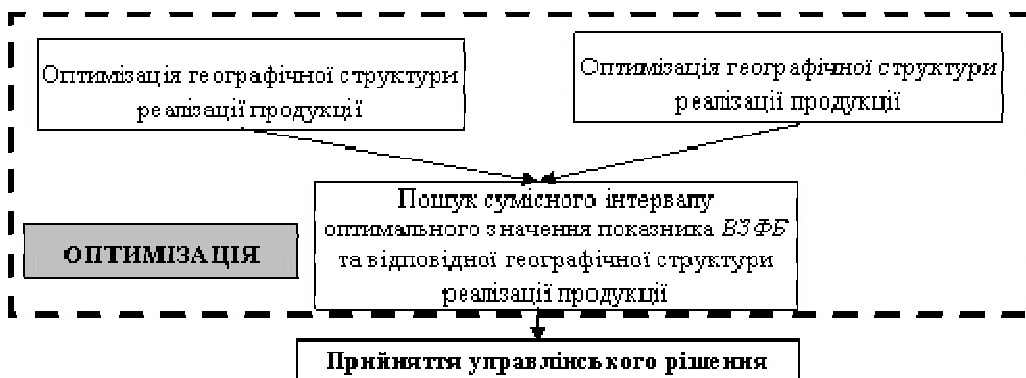 Оптимізація географічної структури
реалізації продукції
Оптимізація географічної структури
реалізації продукції
Пошук сумісного інтервалу
оптимального значення показника ВЗФБ
та відповідної географічної структури
реалізації продукції
ОПТИМІЗАЦІЯ
Прийняття управлінського рішення